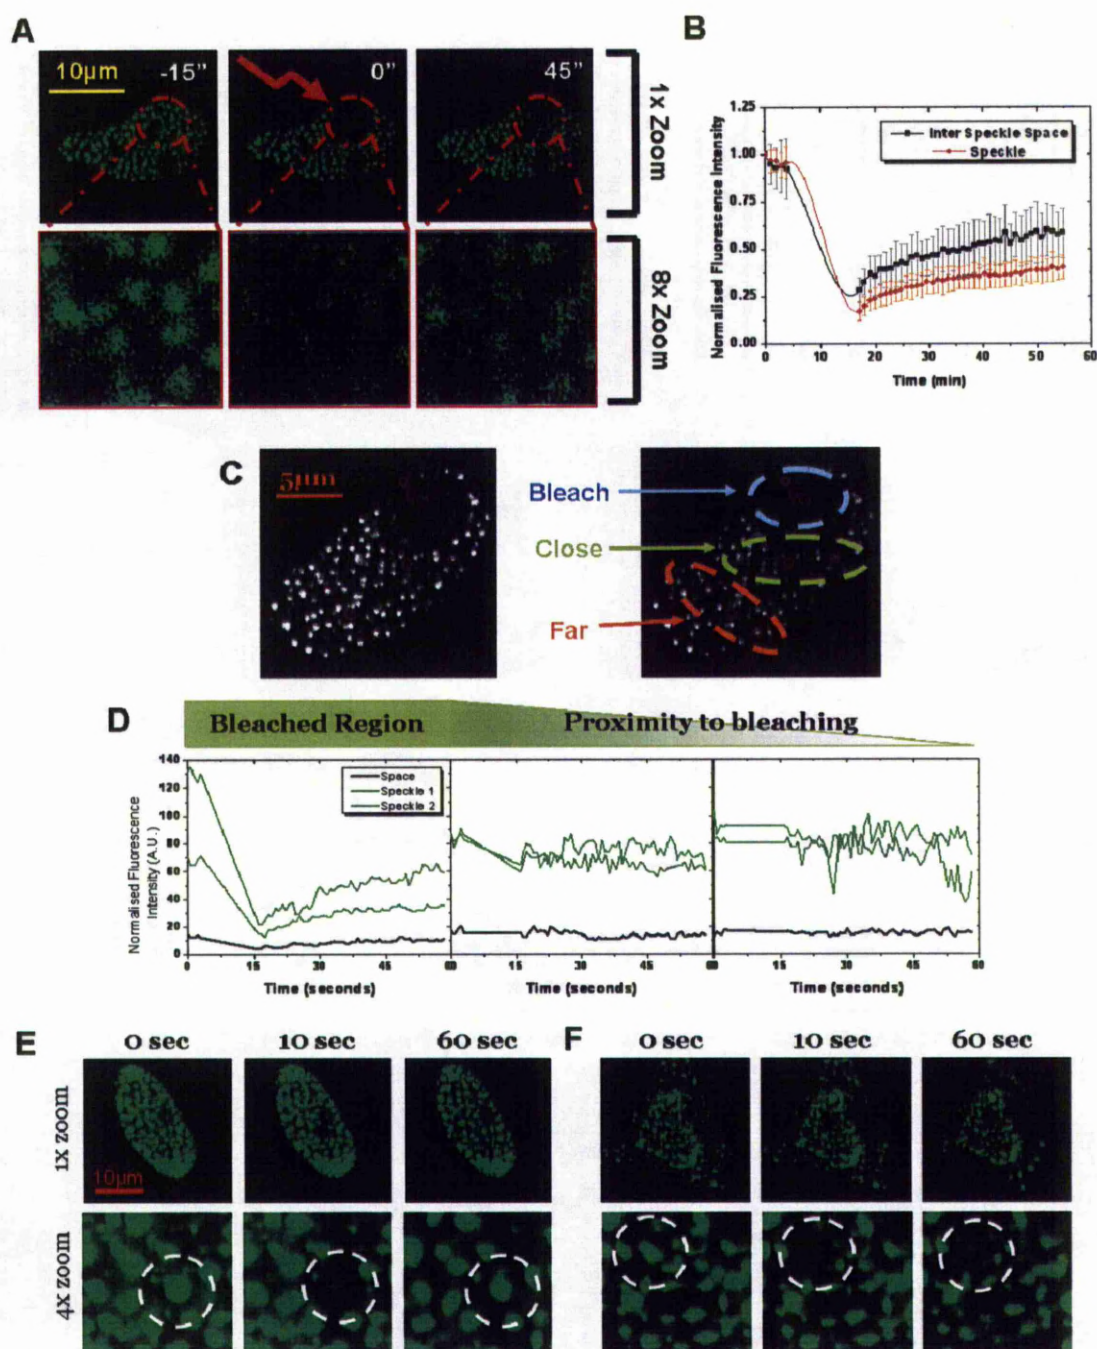 A
10µm
-15”
0”
45”
1x Zoom
8x Zoom
B
Normalised Fluorescence Intensity
1.25
1.00
0.75
0.50
0.25
0.00
Inter Speckle Space
Speckle
0 10 20 30 40 50 60
Time (min)
C
5µm
Bleach
Close
Far
D
Bleached Region
Proximity to bleaching
Normalised Fluorescence
Intensity (A.U.)
140
120
100
80
60
40
20
0
Space
Speckle 1
Speckle 2
0 15 30 45 60 15 30 45 60 15 30 45 60
Time (seconds)
Time (seconds)
Time (seconds)
E
0 sec
10 sec
60 sec
1X zoom
10µm
4X zoom
F
0 sec
10 sec
60 sec